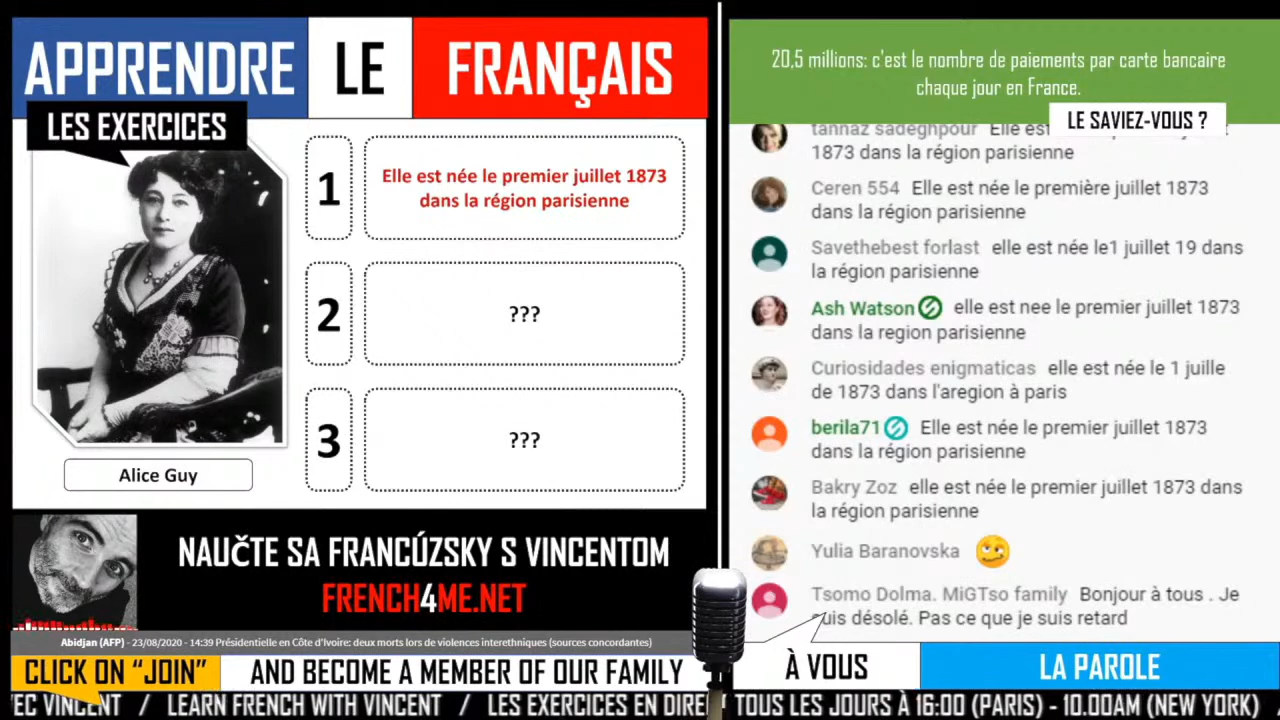 APPRENDRE LE FRANÇAIS
LES EXERCICES
1
Elle est née le premier juillet 1873
dans la région parisienne
2
???
3
???
Alice Guy
NAUČTE SA FRANCÚZSKY S VINCENTOM
FRENCH4ME.NET
Abidjan (AFP) - 23/08/2020 - 14:39 Présidentielle en Côte d'Ivoire: deux morts lors de violences interethniques (sources concordantes)
CLICK ON “JOIN” AND BECOME A MEMBER OF OUR FAMILY
20,5 millions: c'est le nombre de paiements par carte bancaire
chaque jour en France.
LE SAVIEZ-VOUS ?
tannaz sadeghpour Elle est
1873 dans la région parisienne
Ceren 554 Elle est née le première juillet 1873
dans la région parisienne
Savethebest forlast elle est née le1 juillet 19 dans
la région parisienne
Ash Watson elle est nee le premier juillet 1873
dans la region parisienne
Curiosidades enigmaticas elle est née le 1 juille
de 1873 dans l'aregion à paris
berila71 Elle est née le premier juillet 1873
dans la région parisienne
Bakry Zoz elle est née le premier juillet 1873 dans
la région parisienne
Yulia Baranovska
Tsomo Dolma. MiGTso family Bonjour à tous . Je
uis désolé. Pas ce que je suis retard
À VOUS LA PAROLE
EC VINCENT / LEARN FRENCH WITH VINCENT / LES EXERCICES EN DIRE TOUS LES JOURS À 16:00 (PARIS) - 10.00AM (NEW YORK) /